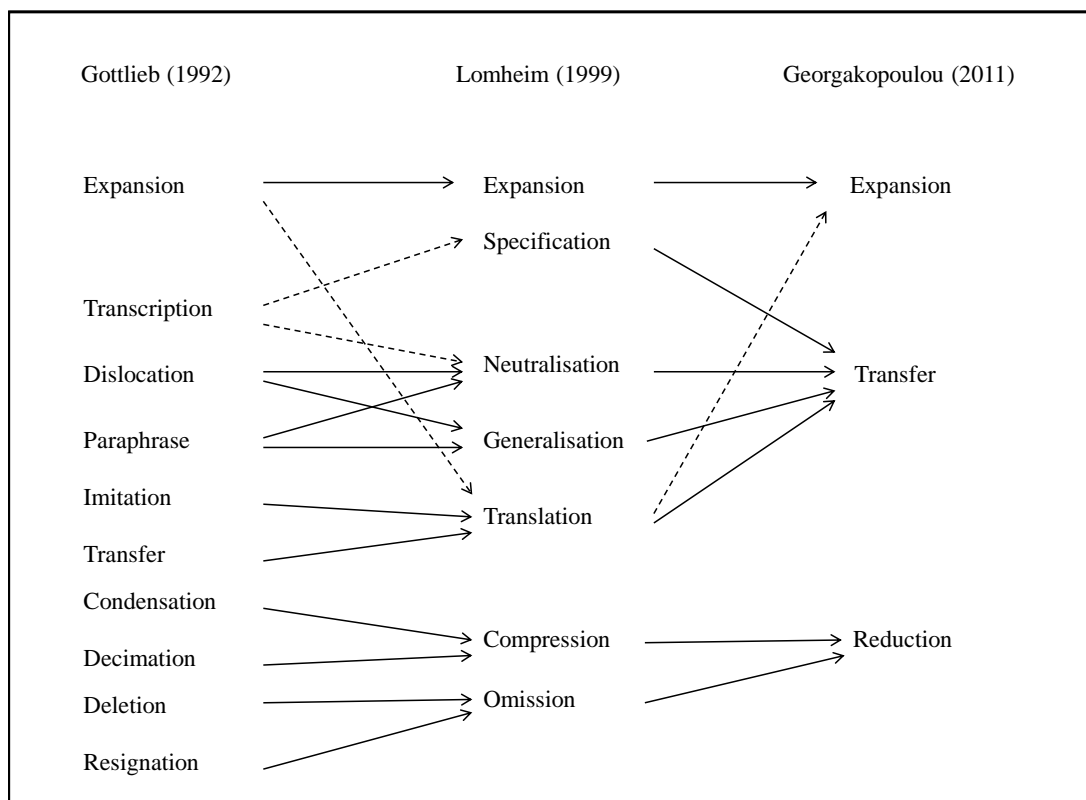 Gottlieb (1992)
Lomheim (1999)
Georgakopoulou (2011)
Expansion
Transcription
Dislocation
Paraphrase
Imitation
Transfer
Condensation
Decimation
Deletion
Resignation
Expansion
Specification
Neutralisation
Generalisation
Translation
Compression
Omission
Expansion
Transfer
Reduction